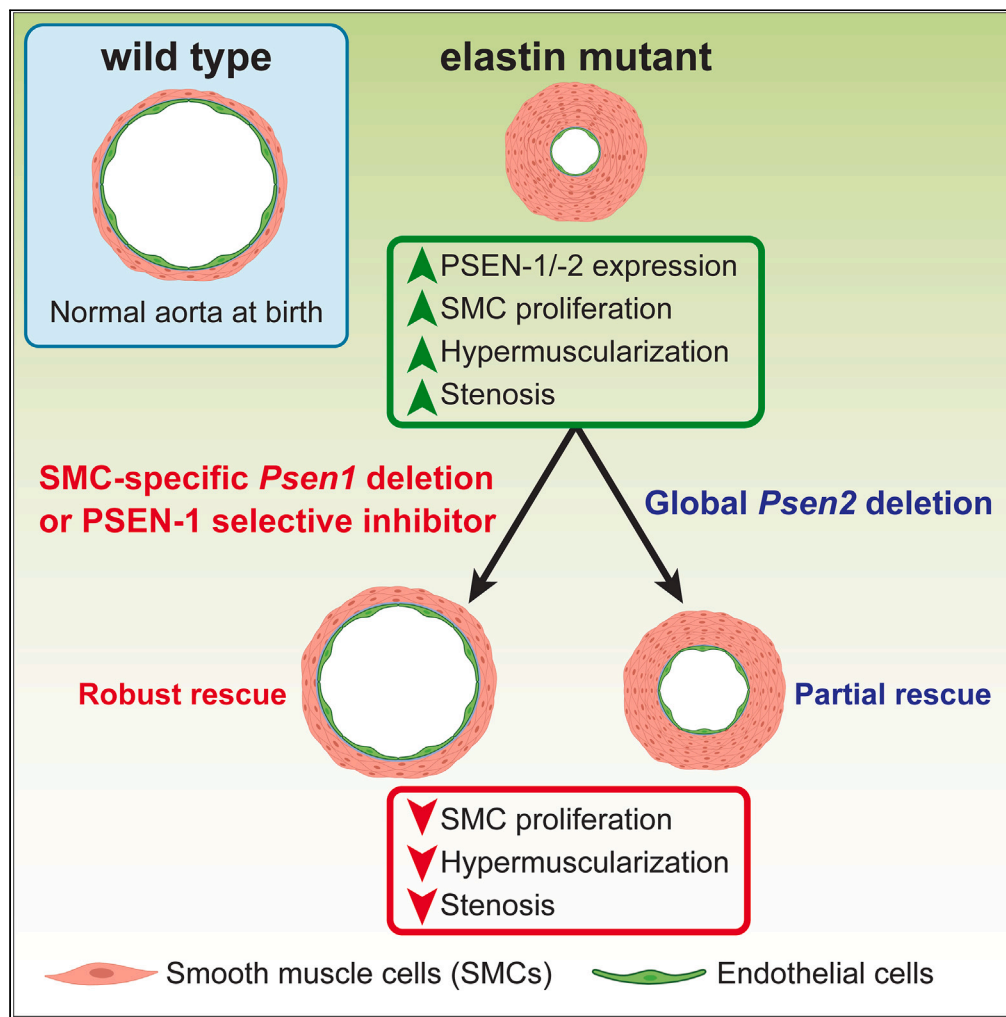 wild type
Normal aorta at birth
elastin mutant
PSEN-1/-2 expression
SMC proliferation
Hypermuscularization
Stenosis
SMC-specific Psen1 deletion
or PSEN-1 selective inhibitor
Global Psen2 deletion
Robust rescue
Partial rescue
SMC proliferation
Hypermuscularization
Stenosis
Smooth muscle cells (SMCs)
Endothelial cells